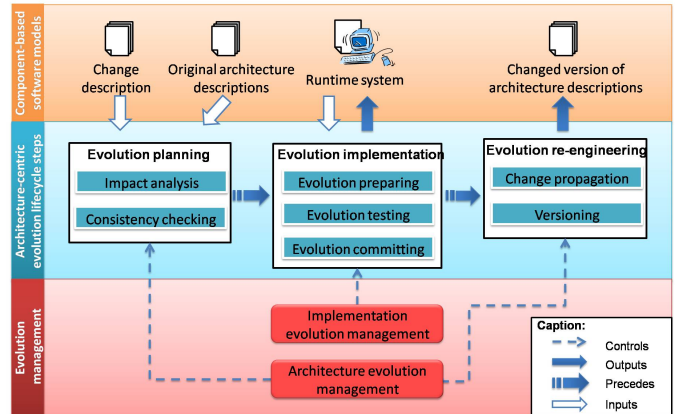 Component-based
software models
Change
description
Original architecture
descriptions
Runtime system
Changed version of
architecture descriptions
Architecture-centric
evolution lifecycle steps
Evolution planning
Impact analysis
Consistency checking
Evolution implementation
Evolution preparing
Evolution testing
Evolution committing
Evolution re-engineering
Change propagation
Versioning
Evolution
management
Implementation
evolution management
Architecture evolution
management
Caption:
Controls
Outputs
Precedes
Inputs